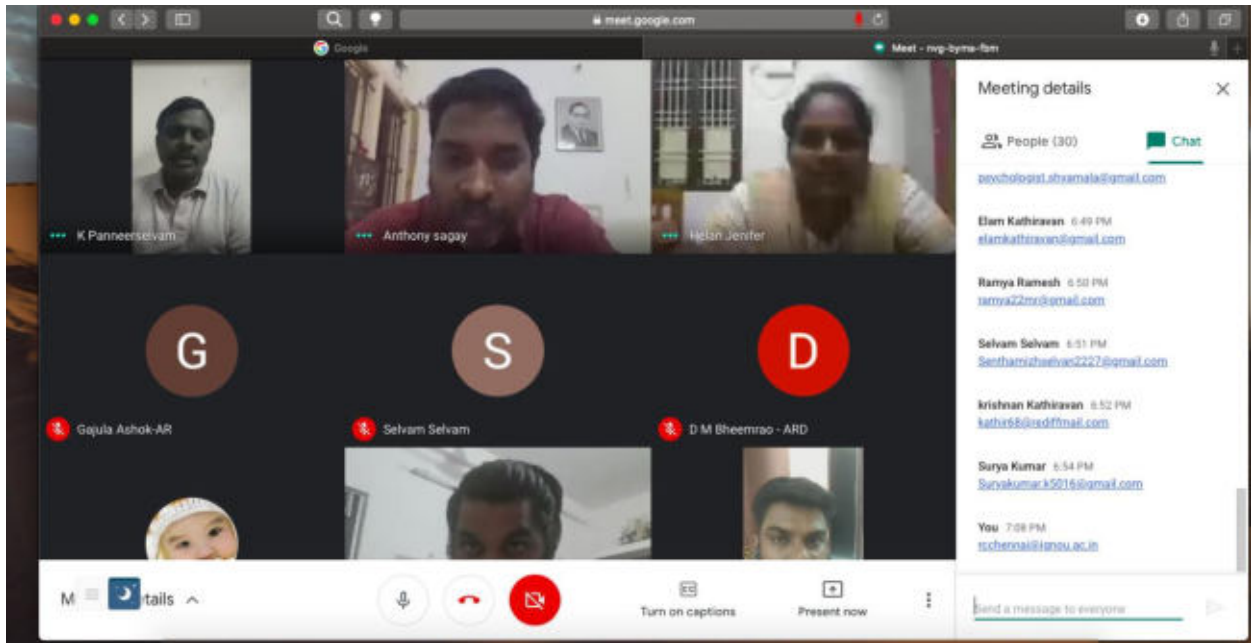 meet.google.com
Google
Meet - nvg-byma-fbm
K Panneerselvam
Anthony sagay
Helan Jenifer
G
S
D
Gajula Ashok-AR
Selvam Selvam
D M Bheemrao - ARD
M
tails
Turn on captions
Present now
Meeting details
People (30)
Chat
psychologist.shyamala@gmail.com
Elam Kathiravan 6:49 PM
elamkathiravan@gmail.com
Ramya Ramesh 6:50 PM
ramya22mr@gmail.com
Selvam Selvam 6:51 PM
Senthamizhselvan2227@gmail.com
krishnan Kathiravan 6:52 PM
kathir68@rediffmail.com
Surya Kumar 6:54 PM
Suryakumar.k5016@gmail.com
You 7:08 PM
rcchennai@ignou.ac.in
Send a message to everyone